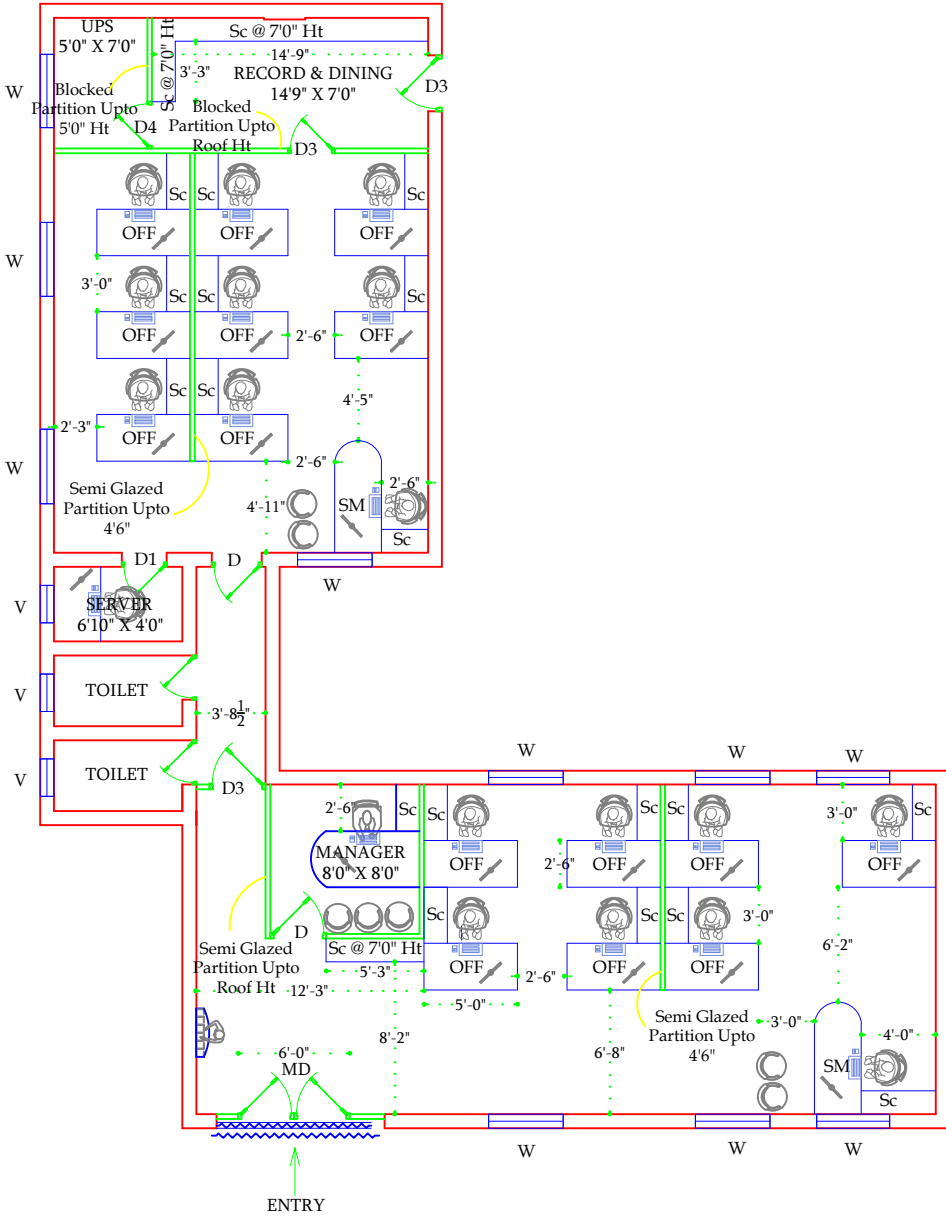 UPS
5'0" X 7'0"
Sc @ 7'0" Ht
Sc @ 7'0" Ht
14'-9"
3'-3"
RECORD & DINING
14'9" X 7'0"
D3
W
Blocked
Partition Upto
5'0" Ht
D4
Blocked
Partition Upto
Roof Ht
D3
Sc
Sc
Sc
OFF
OFF
OFF
W
3'-0"
Sc
Sc
Sc
OFF
OFF
2'-6"
OFF
Sc
Sc
4'-5"
2'-3"
OFF
OFF
W
2'-6"
Semi Glazed
Partition Upto
4'6"
4'-11"
SM
2'-6"
Sc
D1
D
W
V
SERVER
6'10" X 4'0"
V
TOILET
3'-8 1/2"
V
TOILET
D3
W
W
W
2'-6"
Sc
Sc
Sc
Sc
3'-0"
Sc
MANAGER
8'0" X 8'0"
OFF
2'-6"
OFF
OFF
OFF
Sc
Sc
Sc
3'-0"
D
Semi Glazed
Partition Upto
Roof Ht
Sc @ 7'0" Ht
5'-3"
12'-3"
OFF
2'-6"
OFF
OFF
6'-2"
5'-0"
Semi Glazed
Partition Upto
4'6"
3'-0"
4'-0"
8'-2"
6'-0"
MD
6'-8"
SM
Sc
W
W
W
ENTRY